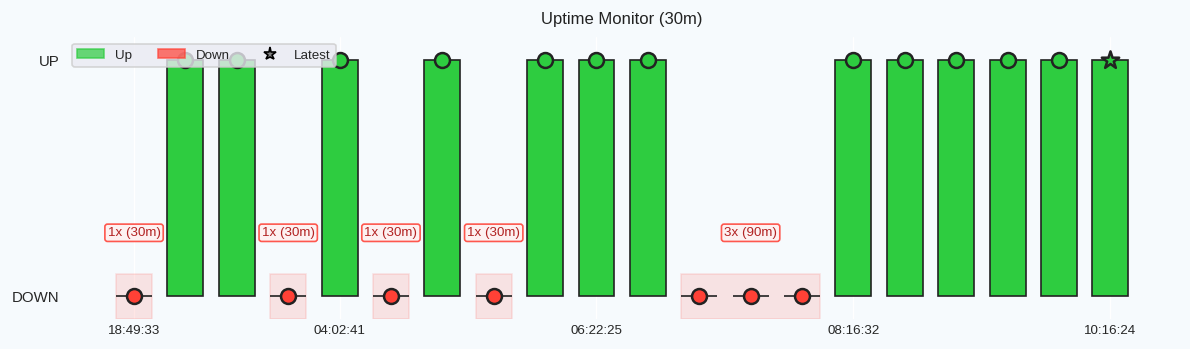 Uptime Monitor (30m)
Up Down Latest
UP
1x (30m) 1x (30m) 1x (30m) 1x (30m) 3x (90m)
DOWN
18:49:33 04:02:41 06:22:25 08:16:32 10:16:24